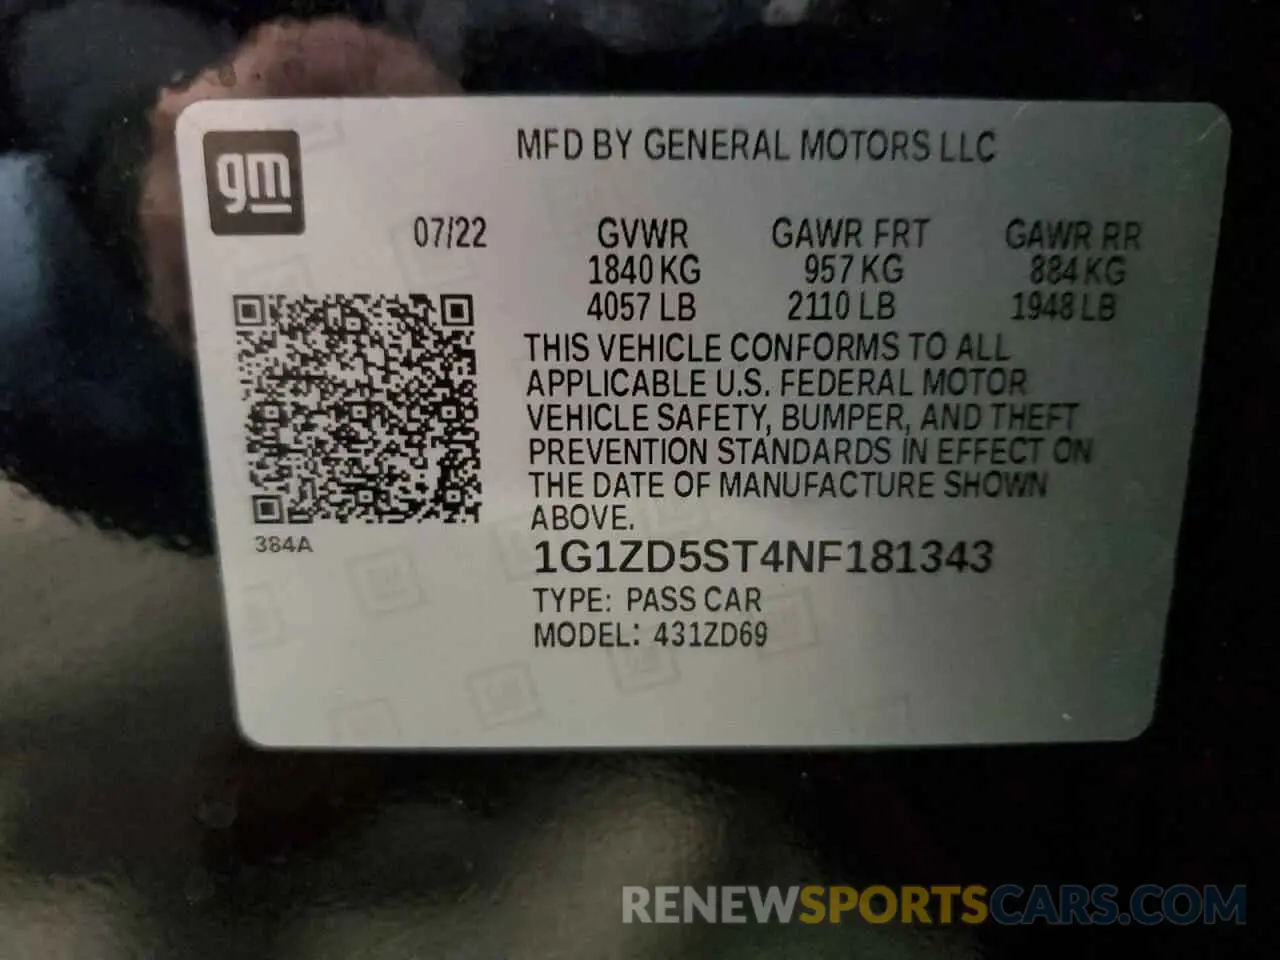 gm
MFD BY GENERAL MOTORS LLC
07/22 GVWR GAWR FRT GAWR RR
1840 KG 957 KG 884 KG
4057 LB 2110 LB 1948 LB
THIS VEHICLE CONFORMS TO ALL
APPLICABLE U.S. FEDERAL MOTOR
VEHICLE SAFETY, BUMPER, AND THEFT
PREVENTION STANDARDS IN EFFECT ON
THE DATE OF MANUFACTURE SHOWN
ABOVE.
384A
1G1ZD5ST4NF181343
TYPE: PASS CAR
MODEL: 431ZD69
RENEWSPORTSCARS.COM